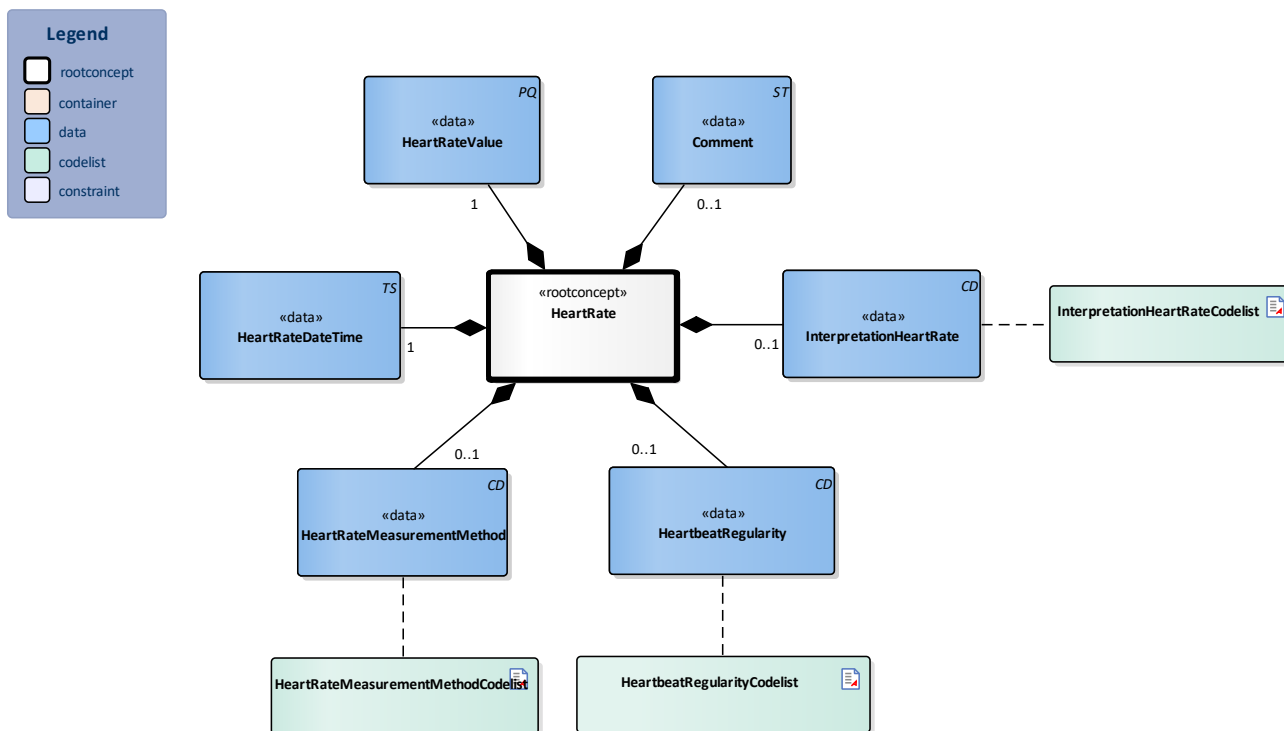 Legend
rootconcept
container
data
codelist
constraint
PQ
«data»
HeartRateValue
ST
«data»
Comment
1
0..1
TS
«data»
HeartRateDateTime
1
«rootconcept»
HeartRate
CD
«data»
InterpretationHeartRate
0..1
InterpretationHeartRateCodelist
0..1
0..1
CD
«data»
HeartRateMeasurementMethod
CD
«data»
HeartbeatRegularity
HeartRateMeasurementMethodCodelist
HeartbeatRegularityCodelist